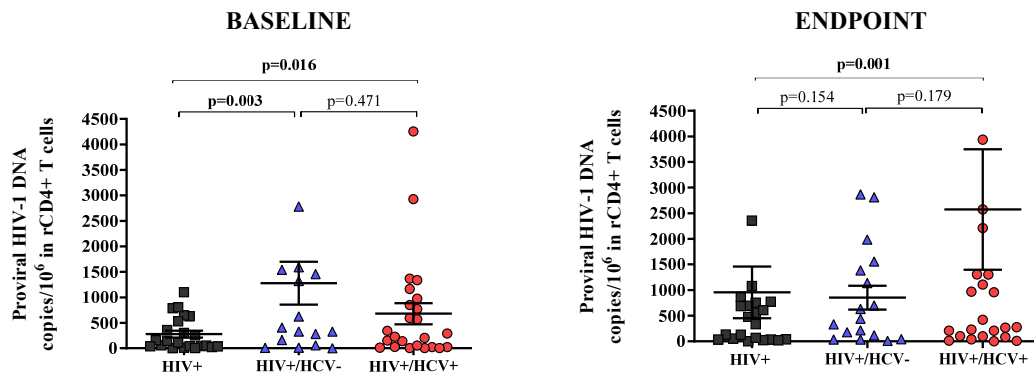 BASELINE
p=0.016
p=0.003
p=0.471
Proviral HIV-1 DNA
copies/10⁶ in rCD4+ T cells
4500
4000
3500
3000
2500
2000
1500
1000
500
0
HIV+
HIV+/HCV-
HIV+/HCV+
ENDPOINT
p=0.001
p=0.154
p=0.179
Proviral HIV-1 DNA
copies/10⁶ in rCD4+ T cells
4500
4000
3500
3000
2500
2000
1500
1000
500
0
HIV+
HIV+/HCV-
HIV+/HCV+